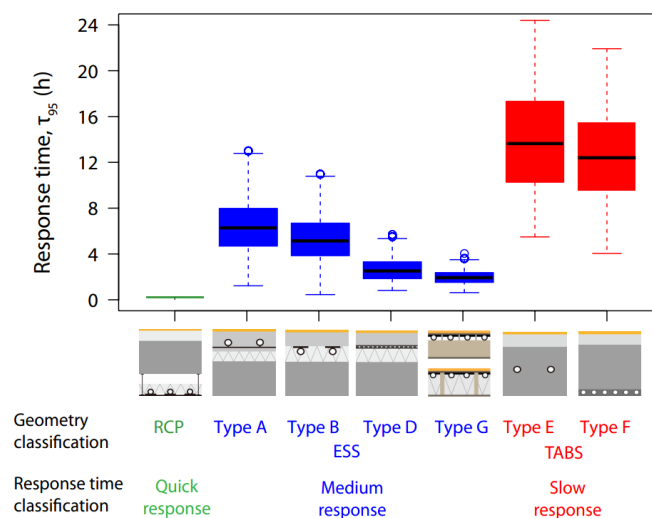 24
20
16
12
8
4
0
Response time, τ95 (h)
Geometry classification
RCP
Type A
Type B
Type D
Type G
Type E
Type F
ESS
TABS
Response time classification
Quick response
Medium response
Slow response